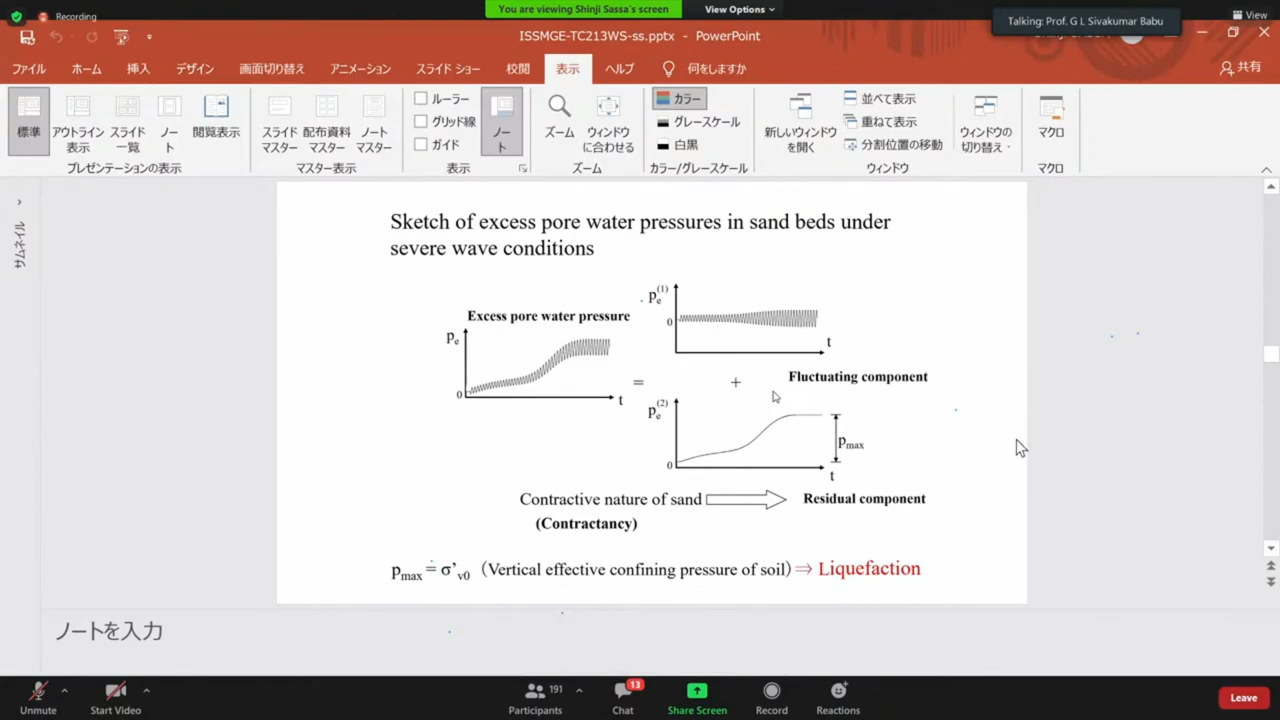 Recording
You are viewing Shinji Sassa's screen
View Options
Talking: Prof. G L Sivakumar Babu
View
ISSMGE-TC213WS-ss.pptx - PowerPoint
ファイル ホーム 挿入 デザイン 画面切り替え アニメーション スライド ショー 校閲 表示 ヘルプ 何をしますか 共有
標準
アウトライン
表示
スライド
一覧
ノー
ト
閲覧表示
プレゼンテーションの表示
スライド
マスター
配布資料
マスター
ノート
マスター
マスター表示
ルーラー
グリッド線
ガイド
ノー
ト
表示
ズーム
ウィンドウ
に合わせる
ズーム
カラー
グレースケール
白黒
カラー/グレースケール
新しいウィンドウ
を開く
並べて表示
重ねて表示
分割位置の移動
ウィンドウの
切り替え
ウィンドウ
マクロ
マクロ
サムネイル
Sketch of excess pore water pressures in sand beds under
severe wave conditions
Excess pore water pressure
pe
0
t
=
pe(1)
0
t
Fluctuating component
+
pe(2)
0
pmax
t
Contractive nature of sand
(Contractancy)
Residual component
pmax = σ'v0 (Vertical effective confining pressure of soil) ⇒ Liquefaction
ノートを入力
Unmute
Start Video
191
Participants
13
Chat
Share Screen
Record
Reactions
Leave